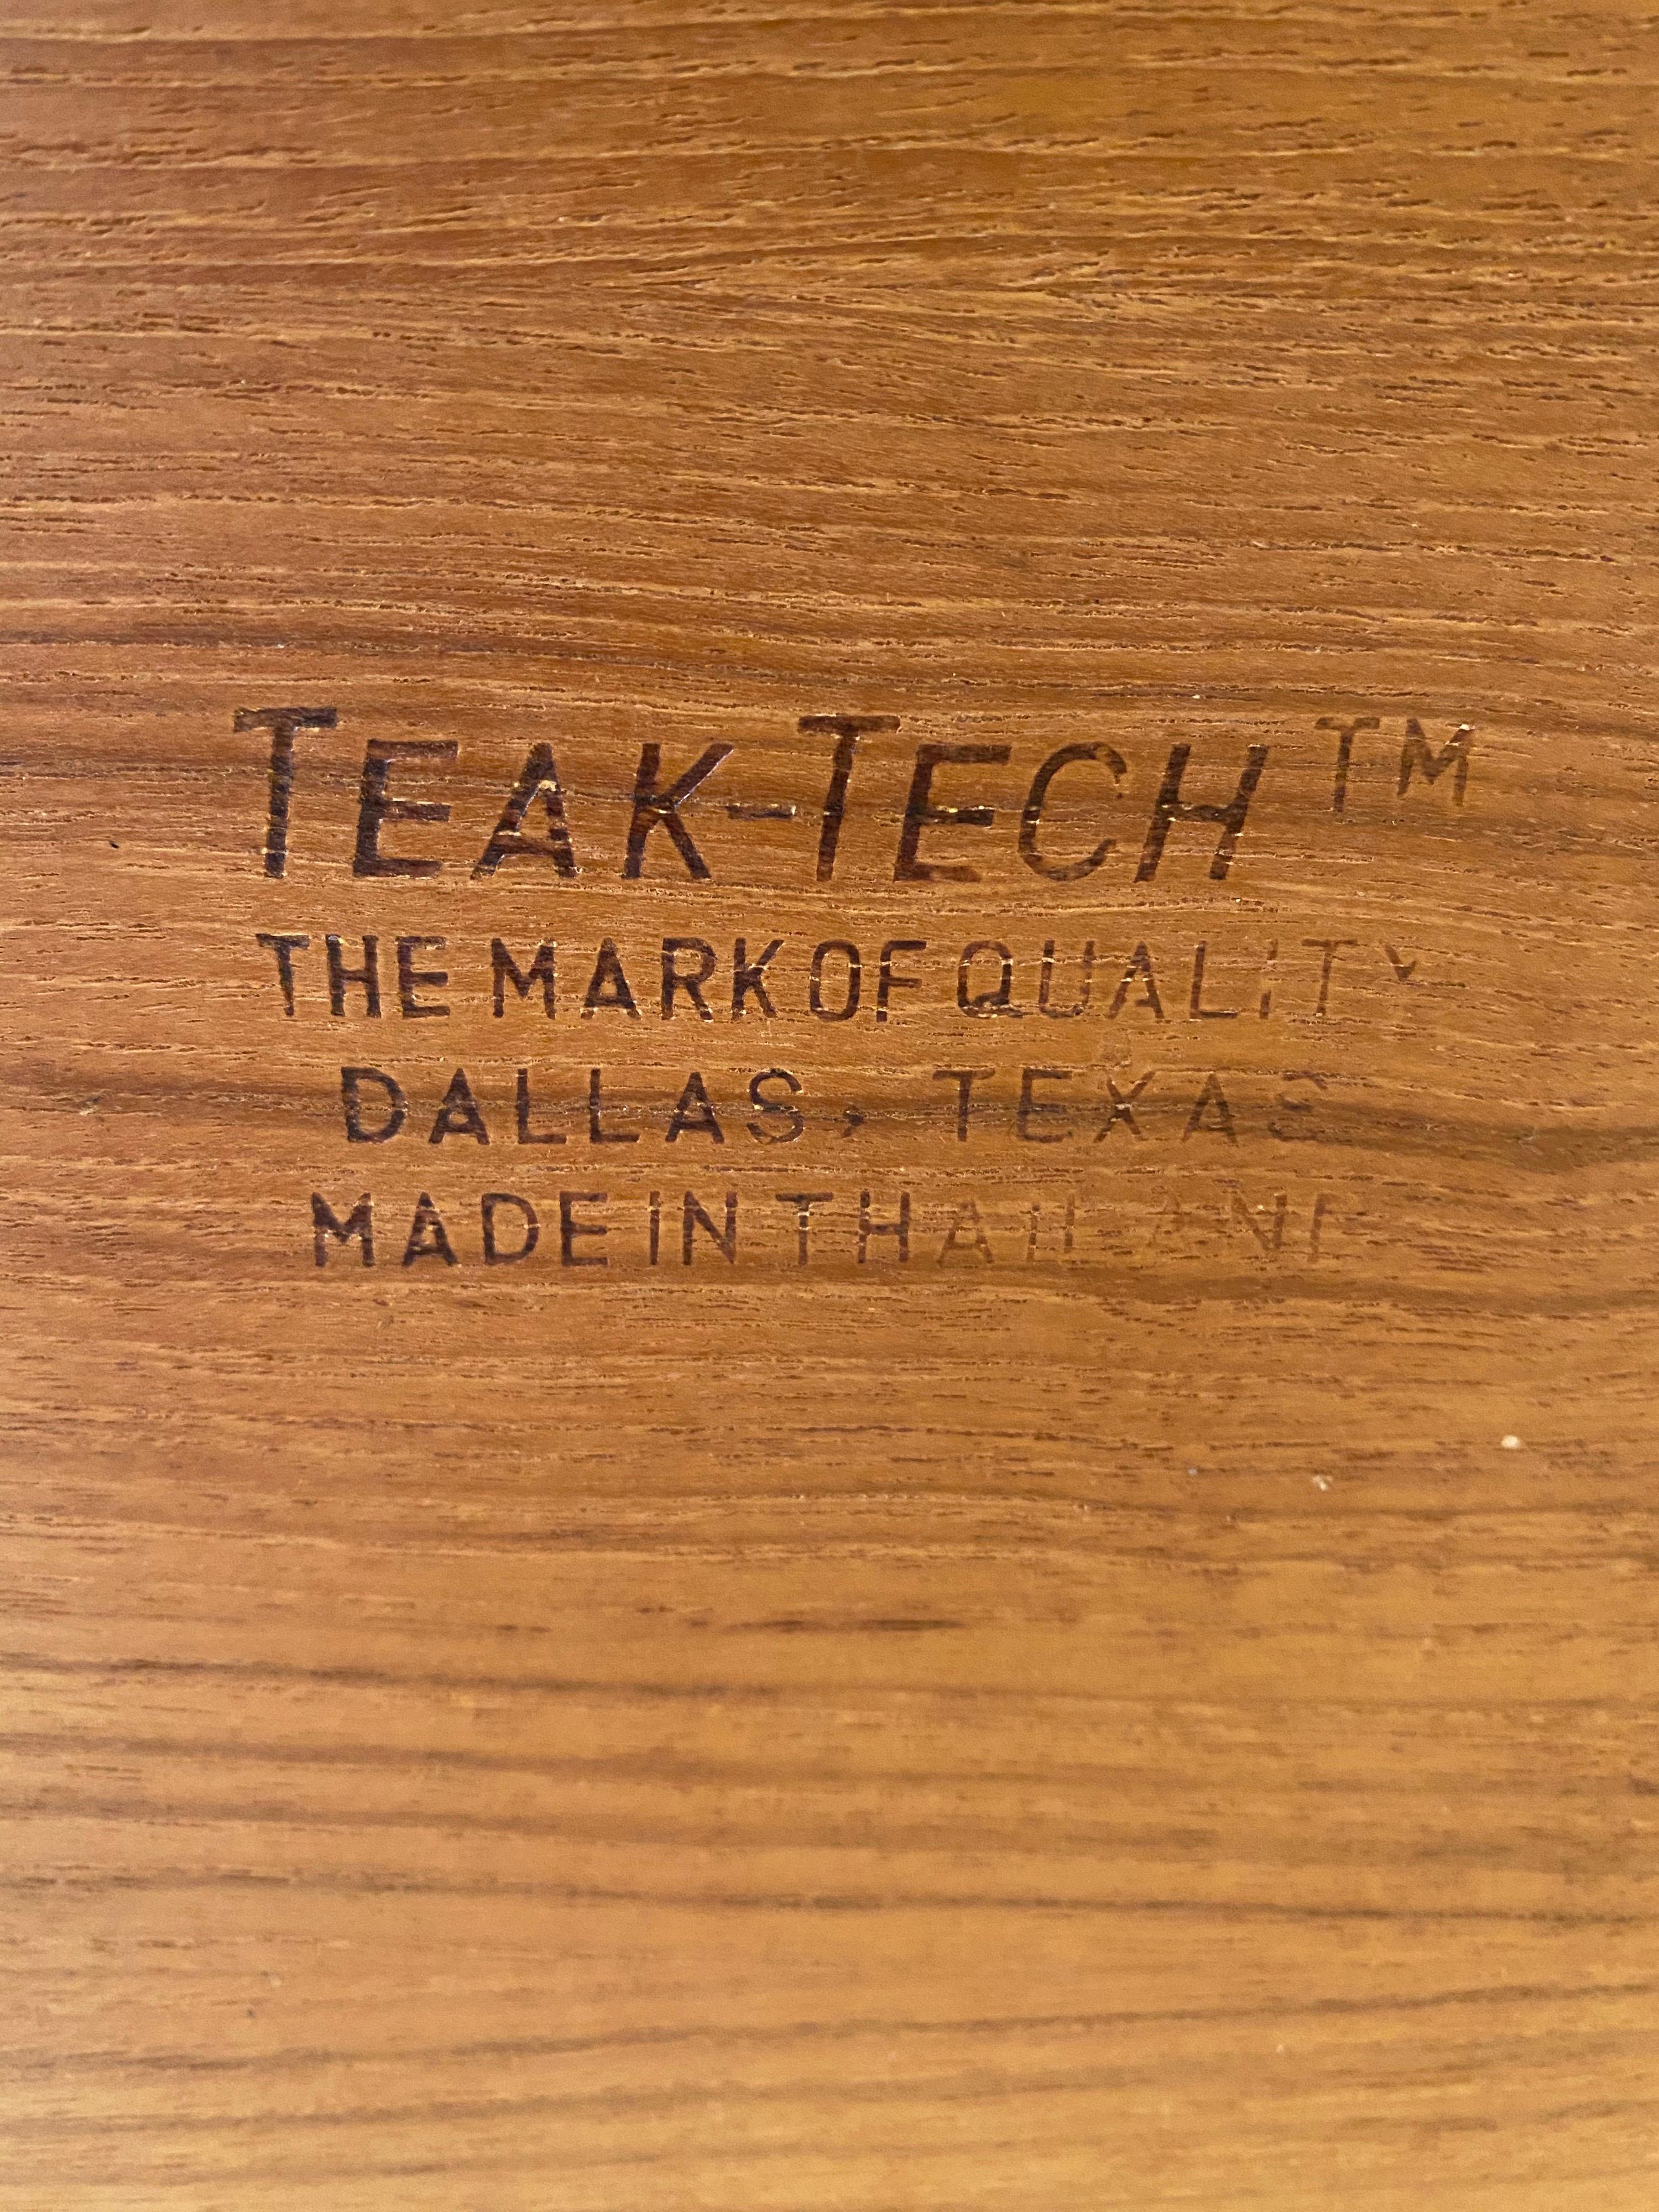 TEAK-TECH™
THE MARK OF QUALITY
DALLAS, TEXAS
MADE IN THAILAND